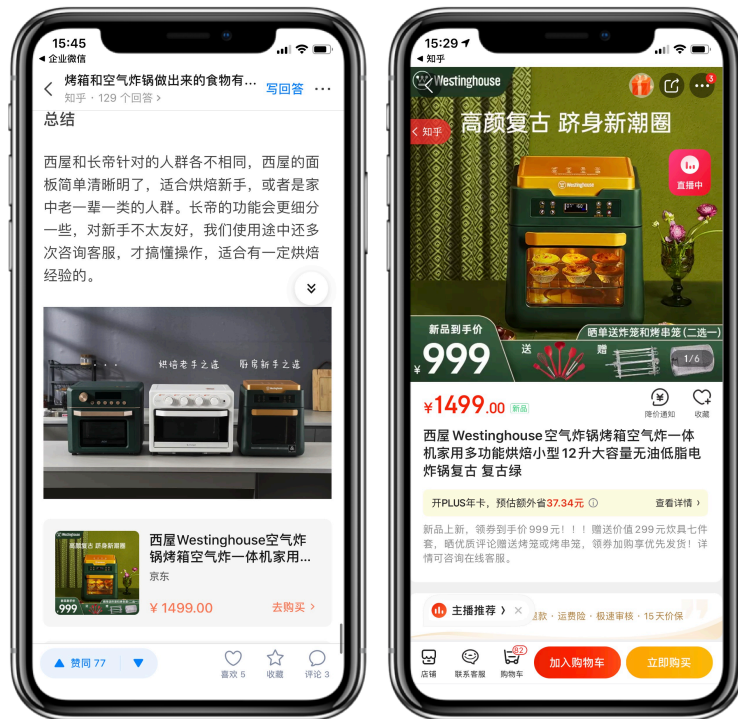 15:45
◀ 企业微信
烤箱和空气炸锅做出来的食物有...
知乎 · 129 个回答 >
写回答
总结
西屋和长帝针对的人群各不相同，西屋的面
板简单清晰明了，适合烘焙新手，或者是家
中老一辈一类的人群。长帝的功能会更细分
一些，对新手不太友好，我们使用途中还多
次咨询客服，才搞懂操作，适合有一定烘焙
经验的。
烘焙老手之选
厨房新手之选
高颜复古 跻身新潮圈
999
西屋Westinghouse空气炸
锅烤箱空气炸一体机家用...
京东
¥ 1499.00
去购买 >
▲ 赞同 77
喜欢 5
收藏
评论 3
15:29
◀ 知乎
Westinghouse
3
< 知乎
高颜复古 跻身新潮圈
直播中
Westinghouse
新品到手价
¥999
晒单送炸笼和烤串笼(二选一)
送
赠
1/6
¥1499.00 新品
降价通知
收藏
西屋 Westinghouse 空气炸锅烤箱空气炸一体
机家用多功能烘焙小型12升大容量无油低脂电
炸锅复古 复古绿
开PLUS年卡，预估额外省37.34元
查看详情 >
新品上新，领券到手价999元！！！赠送价值299元炊具七件
套，晒优质评论赠送烤笼或烤串笼，领券加购享优先发货！详
情可咨询在线客服。
主播推荐 > ×
退款 · 运费险 · 极速审核 · 15天价保
店铺
联系客服
82
购物车
加入购物车
立即购买